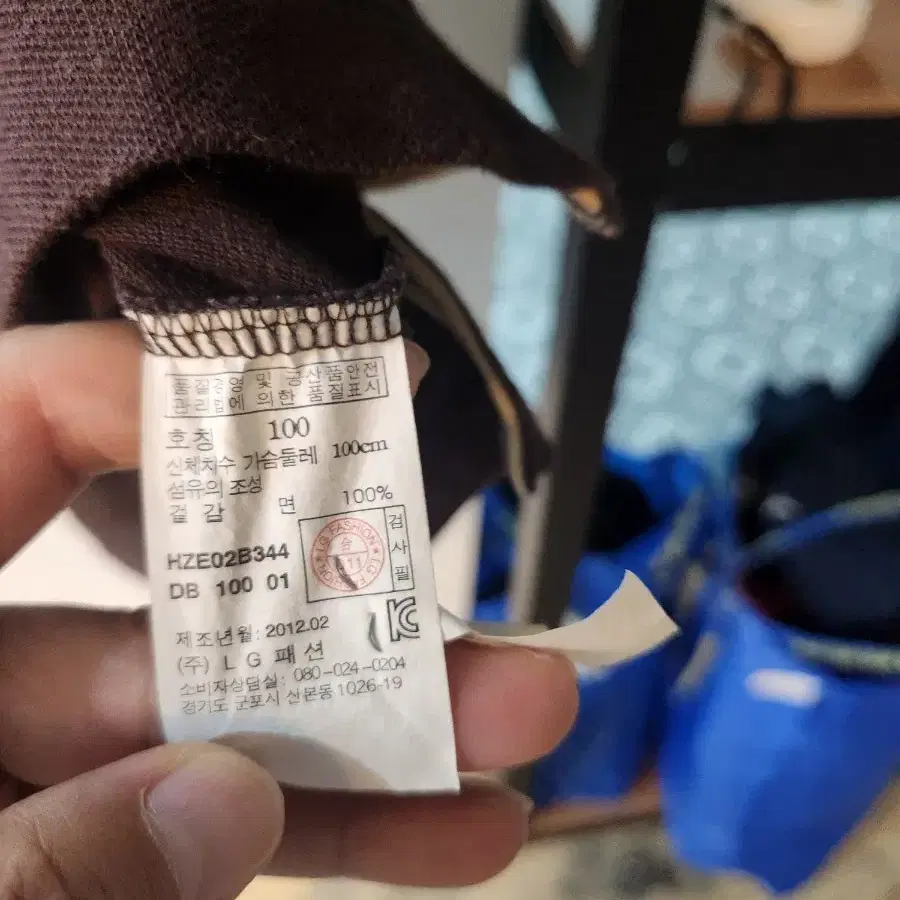 품질경영 및 공산품안전
관리법에 의한 품질표시
호칭 100
신체치수 가슴둘레 100cm
섬유의 조성
겉 감 면 100%
HZE02B344
DB 100 01
LG FASHION
검사필
제조년월: 2012.02
(주) L G 패션
소비자상담실: 080-024-0204
경기도 군포시 산본동 1026-19